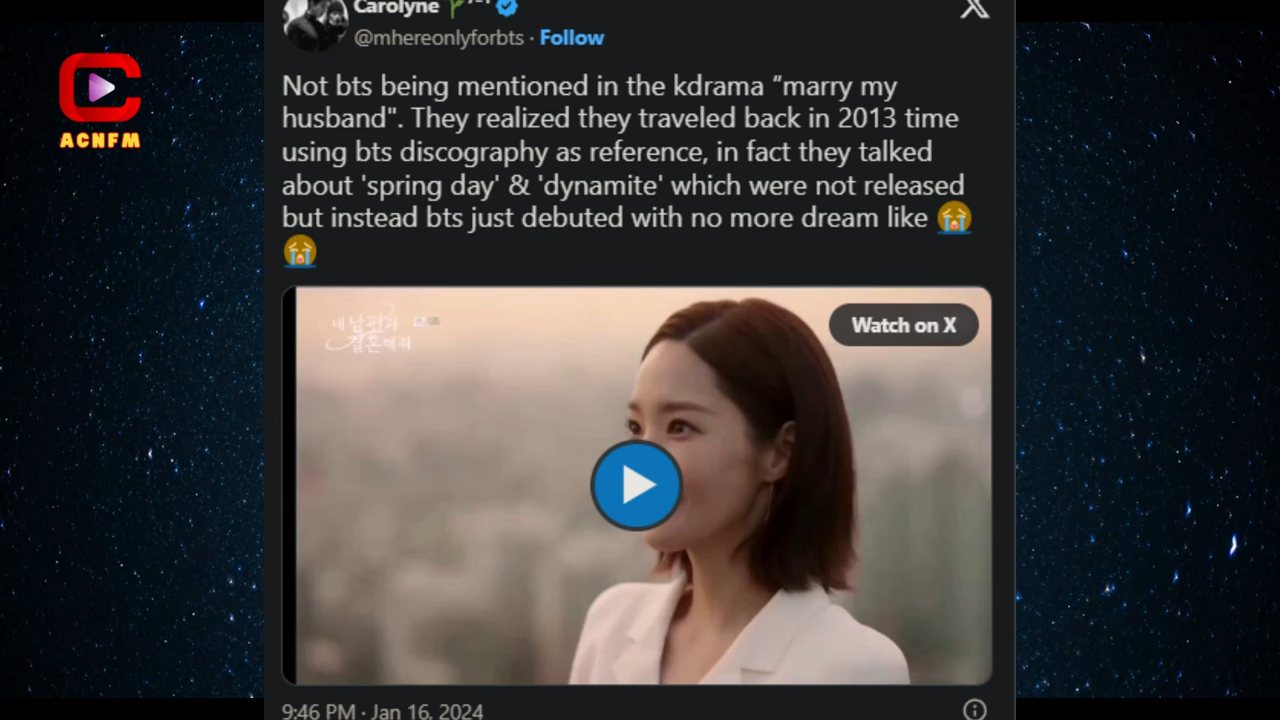 Carolyne
@mhereonlyforbts · Follow
ACNFM
Not bts being mentioned in the kdrama “marry my
husband". They realized they traveled back in 2013 time
using bts discography as reference, in fact they talked
about 'spring day' & 'dynamite' which were not released
but instead bts just debuted with no more dream like 😭
😭
내 남편과
결혼해줘
Watch on X
9:46 PM · Jan 16, 2024